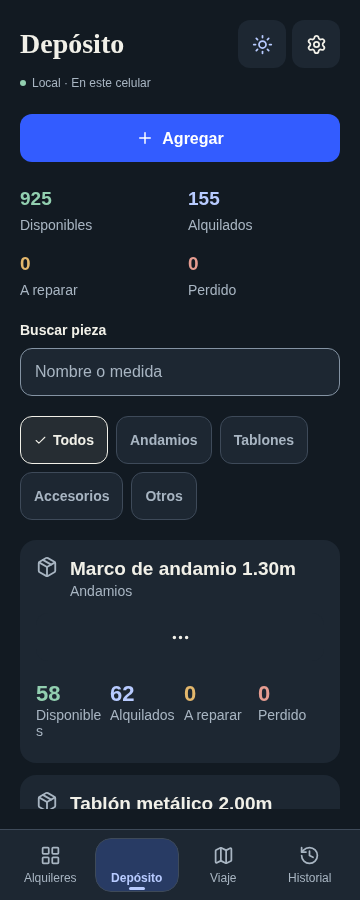 Depósito
Local · En este celular
Agregar
925 155
Disponibles Alquilados
0 0
A reparar Perdido
Buscar pieza
Nombre o medida
Todos Andamios Tablones
Accesorios Otros
Marco de andamio 1.30m
Andamios
...
58 62 0 0
Disponible Alquilados A reparar Perdido
s
Tablón metálico 2.00m
Alquileres Depósito Viaje Historial